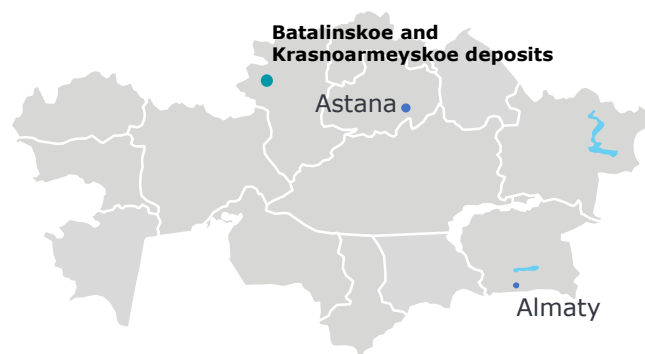 Batalinskoe and
Krasnoarmeyskoe deposits
Astana
Almaty